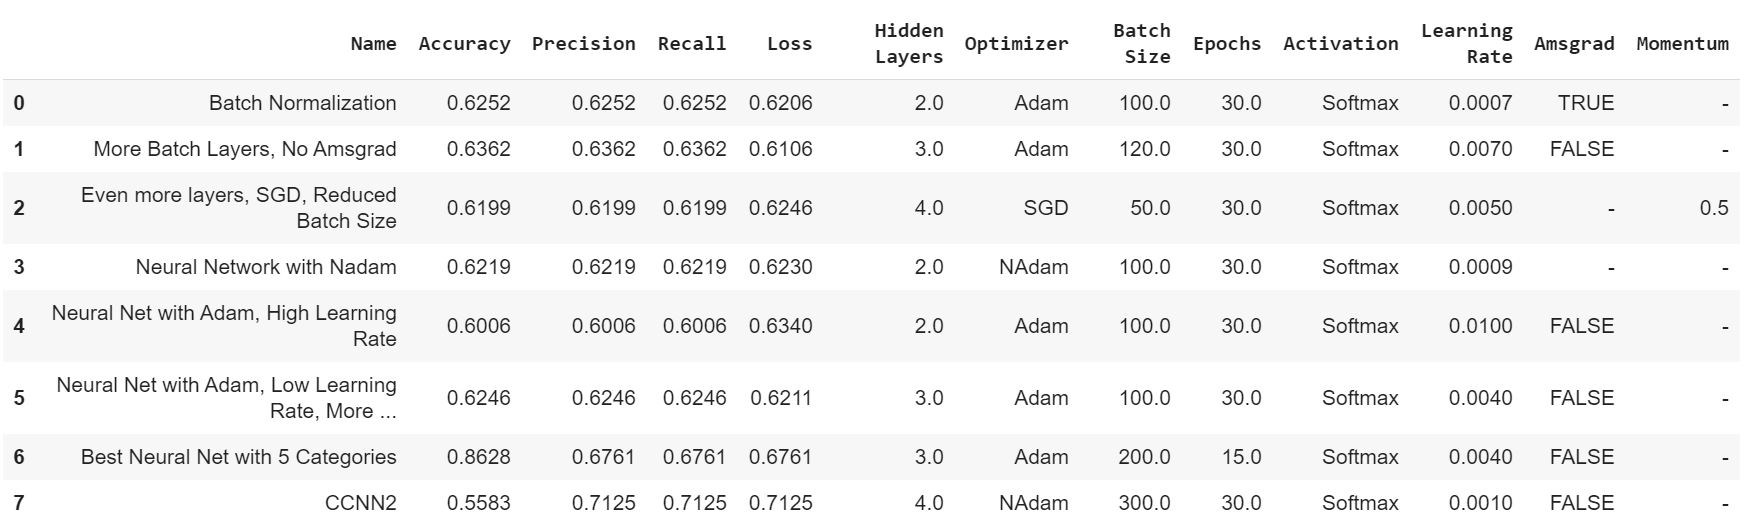 Name Accuracy Precision Recall Loss Hidden Layers Optimizer Batch Size Epochs Activation Learning Rate Amsgrad Momentum
0 Batch Normalization 0.6252 0.6252 0.6252 0.6206 2.0 Adam 100.0 30.0 Softmax 0.0007 TRUE -
1 More Batch Layers, No Amsgrad 0.6362 0.6362 0.6362 0.6106 3.0 Adam 120.0 30.0 Softmax 0.0070 FALSE -
2 Even more layers, SGD, Reduced Batch Size 0.6199 0.6199 0.6199 0.6246 4.0 SGD 50.0 30.0 Softmax 0.0050 - 0.5
3 Neural Network with Nadam 0.6219 0.6219 0.6219 0.6230 2.0 NAdam 100.0 30.0 Softmax 0.0009 - -
4 Neural Net with Adam, High Learning Rate 0.6006 0.6006 0.6006 0.6340 2.0 Adam 100.0 30.0 Softmax 0.0100 FALSE -
5 Neural Net with Adam, Low Learning Rate, More ... 0.6246 0.6246 0.6246 0.6211 3.0 Adam 100.0 30.0 Softmax 0.0040 FALSE -
6 Best Neural Net with 5 Categories 0.8628 0.6761 0.6761 0.6761 3.0 Adam 200.0 15.0 Softmax 0.0040 FALSE -
7 CCNN2 0.5583 0.7125 0.7125 0.7125 4.0 NAdam 300.0 30.0 Softmax 0.0010 FALSE -